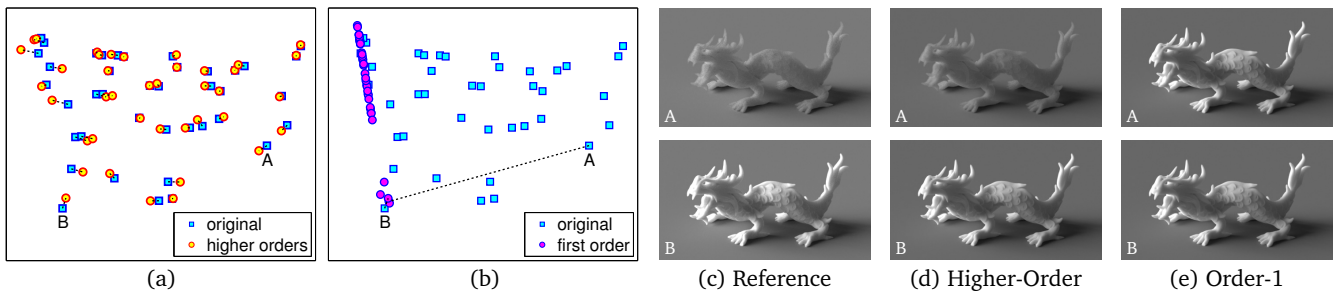 A
B
original
higher orders
(a)
A
B
original
first order
(b)
A
B
(c) Reference
A
B
(d) Higher-Order
A
B
(e) Order-1